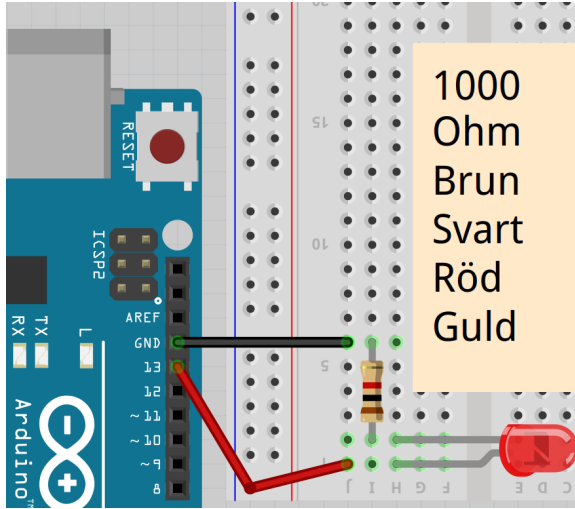 1000
Ohm
Brun
Svart
Röd
Guld
RESET
ICSP2
AREF
GND
13
12
~11
~10
~9
8
RX
TX
L
Arduino
TM
15
10
5
1
J I H G F E D C